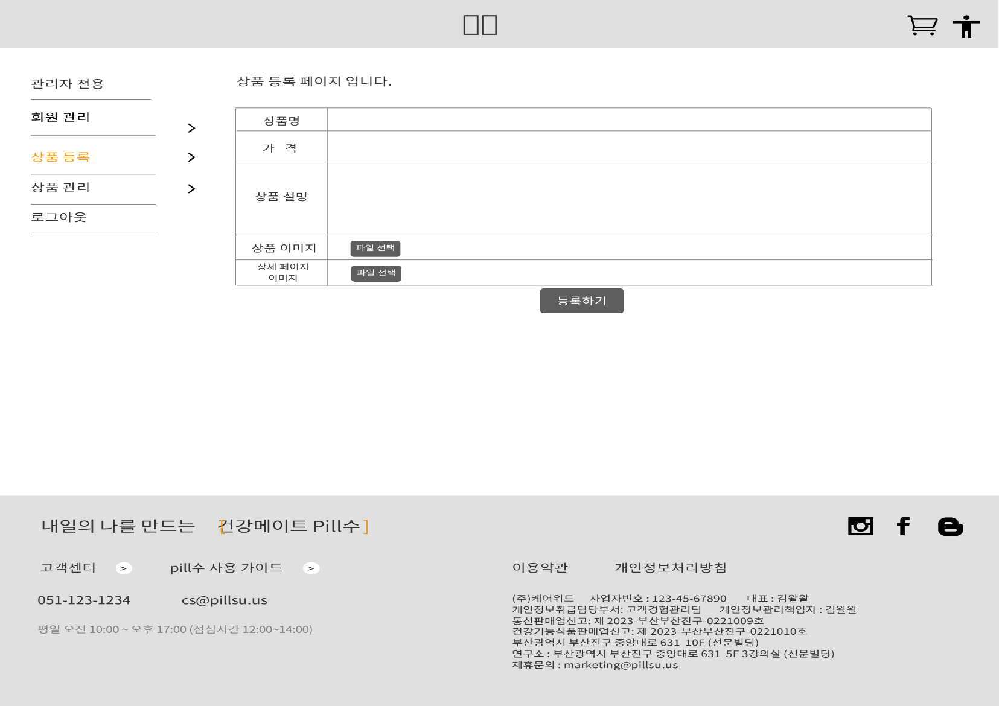 관리자 전용
회원 관리
상품 등록
상품 관리
로그아웃
상품 등록 페이지 입니다.
상품명
가 격
상품 설명
상품 이미지
파일 선택
상세 페이지
이미지
파일 선택
등록하기
내일의 나를 만드는 [건강메이트 Pill수]
고객센터 > pill수 사용 가이드 >
051-123-1234 cs@pillsu.us
평일 오전 10:00 ~ 오후 17:00 (점심시간 12:00~14:00)
이용약관 개인정보처리방침
(주)케어위드 사업자번호 : 123-45-67890 대표 : 김왈왈
개인정보취급담당부서: 고객경험관리팀 개인정보관리책임자 : 김왈왈
통신판매업신고: 제 2023-부산부산진구-0221009호
건강기능식품판매업신고: 제 2023-부산부산진구-0221010호
부산광역시 부산진구 중앙대로 631 10F (선문빌딩)
연구소 : 부산광역시 부산진구 중앙대로 631 5F 3강의실 (선문빌딩)
제휴문의 : marketing@pillsu.us